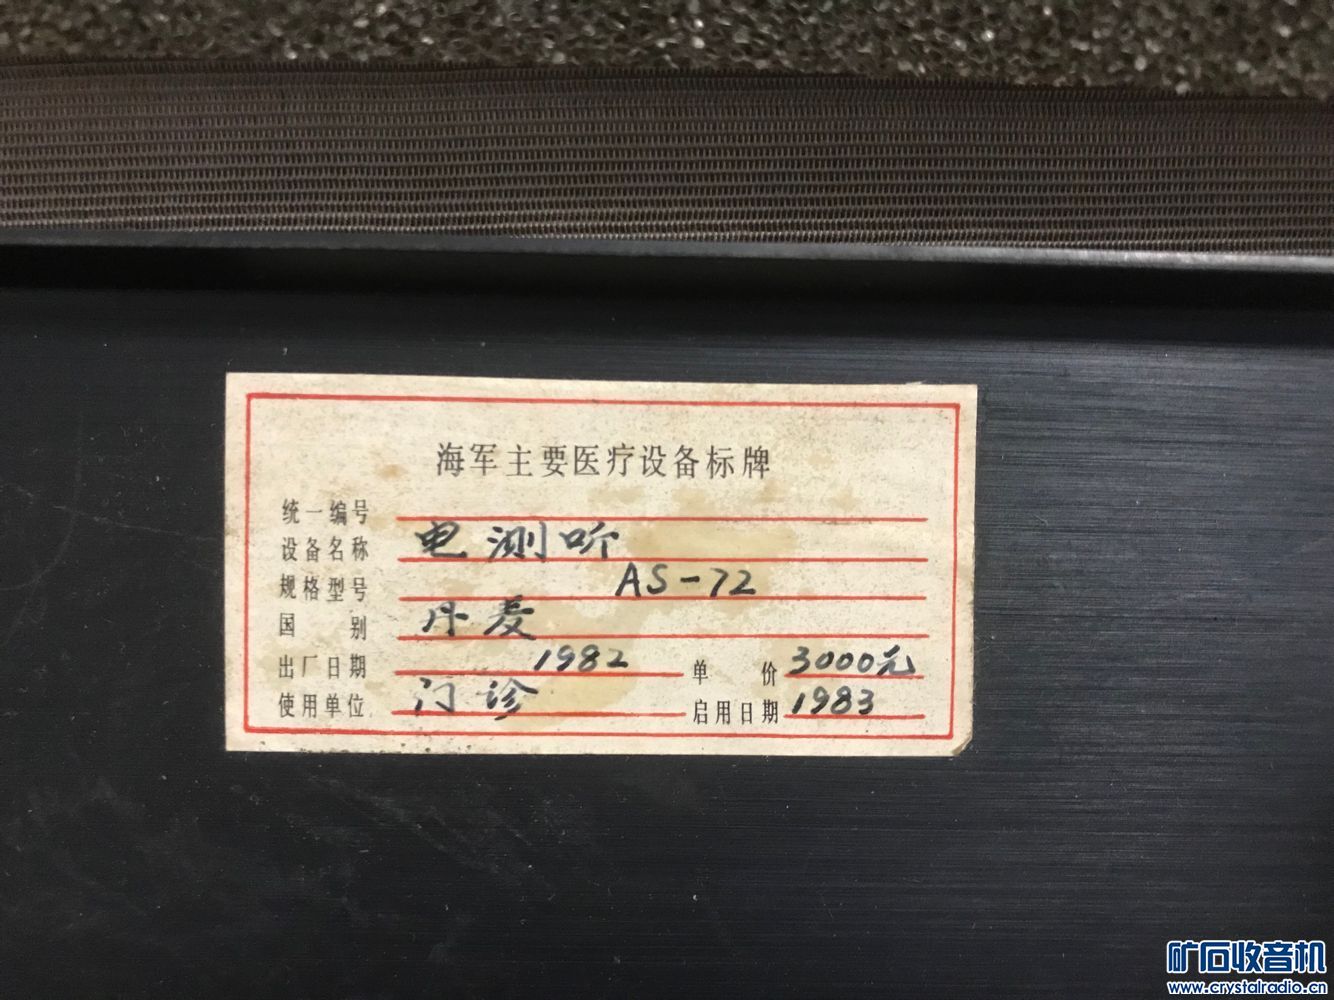 海军主要医疗设备标牌
统一编号
设备名称 电测听
规格型号 AS-72
国别 丹麦
出厂日期 1982 单价 3000元
使用单位 门诊 启用日期 1983
矿石收音机
www.crystalradio.cn